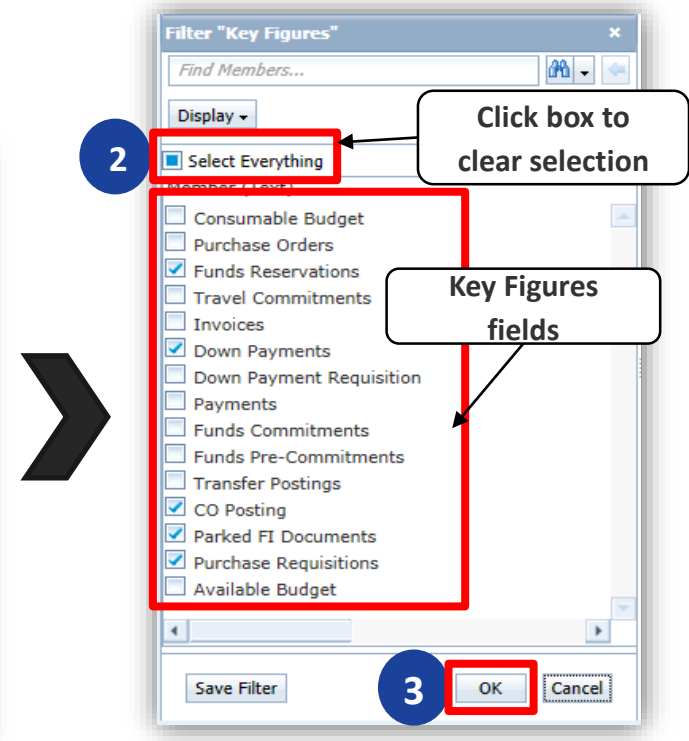 Filter "Key Figures"
Find Members...
Display
Click box to
clear selection
2
Select Everything
Member (Text)
Consumable Budget
Purchase Orders
Funds Reservations
Travel Commitments
Invoices
Down Payments
Down Payment Requisition
Payments
Funds Commitments
Funds Pre-Commitments
Transfer Postings
CO Posting
Parked FI Documents
Purchase Requisitions
Available Budget
Key Figures
fields
Save Filter
3
OK
Cancel